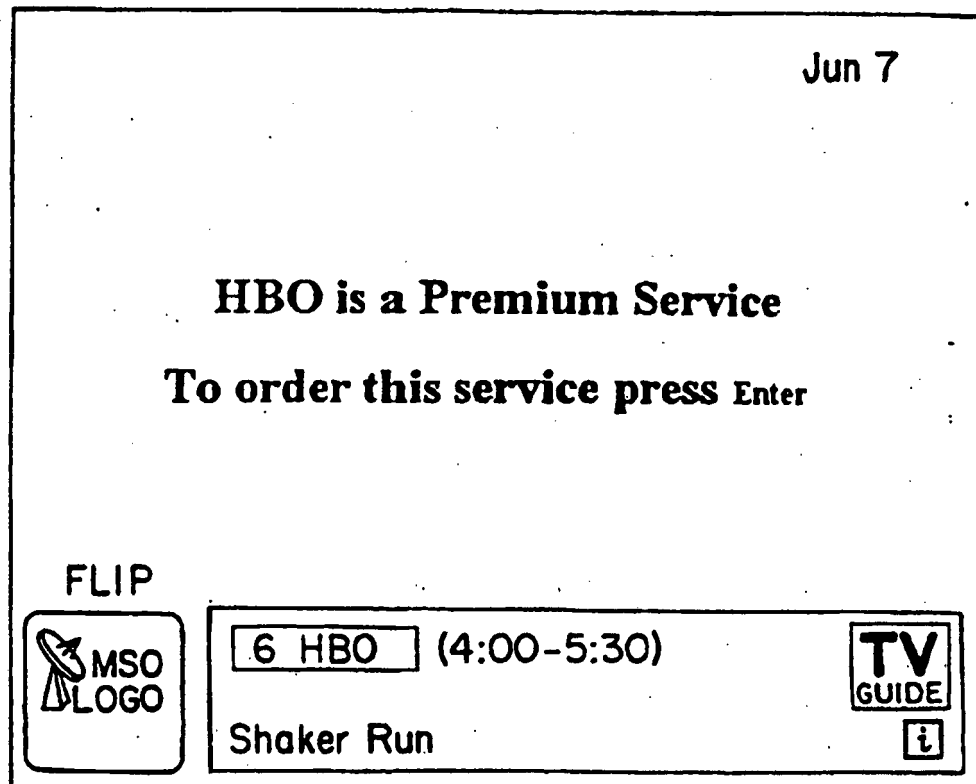 Jun 7
HBO is a Premium Service
To order this service press Enter
FLIP
MSO
LOGO
6 HBO (4:00-5:30)
TV
GUIDE
Shaker Run
i